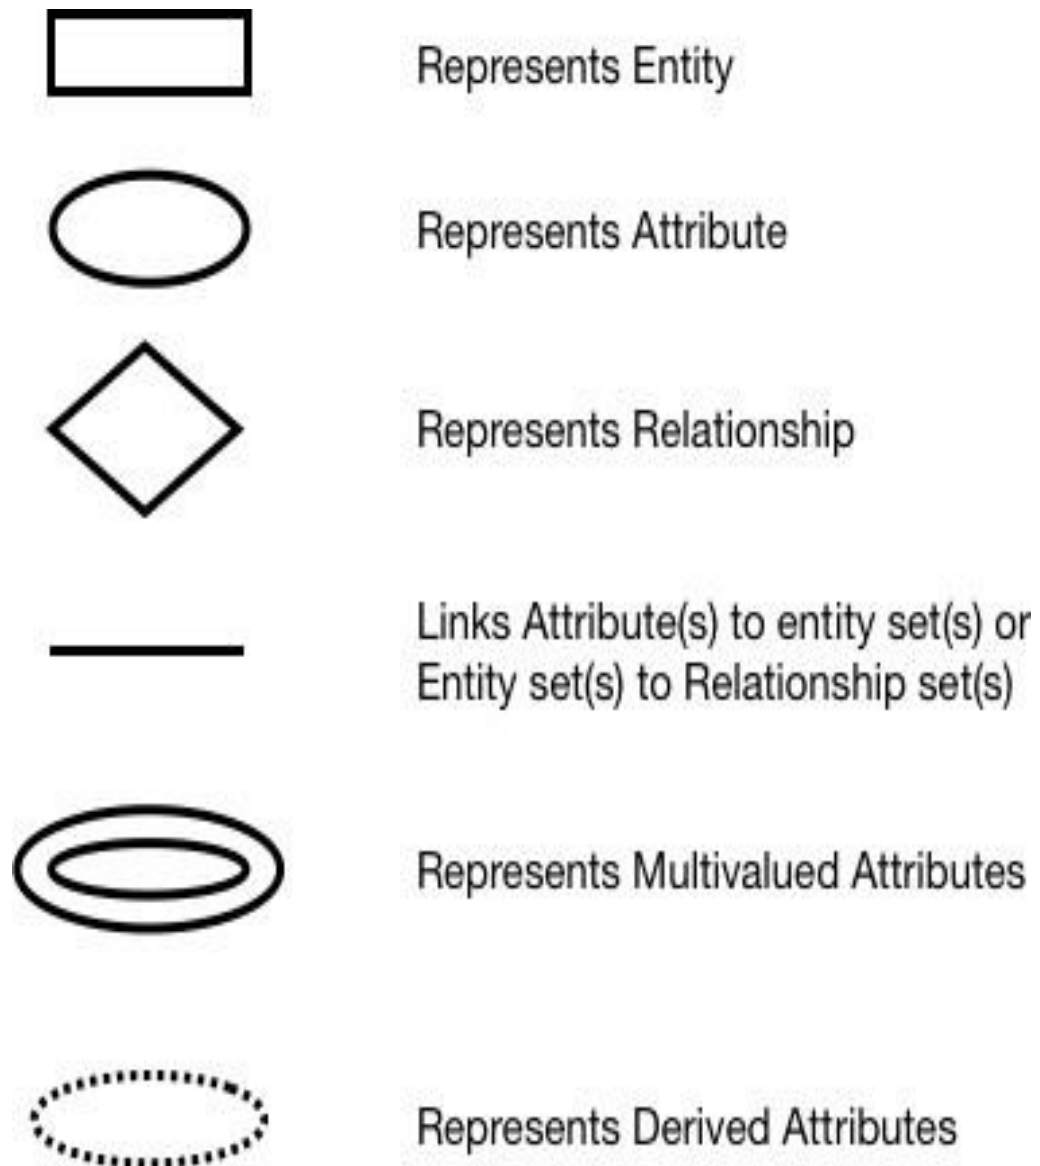 Represents Entity
Represents Attribute
Represents Relationship
Links Attribute(s) to entity set(s) or
Entity set(s) to Relationship set(s)
Represents Multivalued Attributes
Represents Derived Attributes